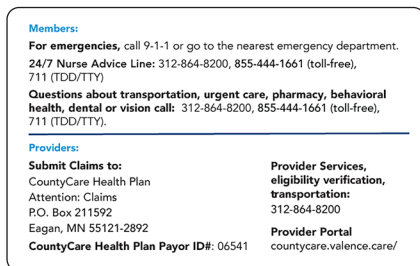 Members:
For emergencies, call 9-1-1 or go to the nearest emergency department.
24/7 Nurse Advice Line: 312-864-8200, 855-444-1661 (toll-free),
711 (TDD/TTY)
Questions about transportation, urgent care, pharmacy, behavioral
health, dental or vision call: 312-864-8200, 855-444-1661 (toll-free),
711 (TDD/TTY).
Providers:
Submit Claims to:
CountyCare Health Plan
Attention: Claims
P.O. Box 211592
Eagan, MN 55121-2892
CountyCare Health Plan Payor ID#: 06541
Provider Services,
eligibility verification,
transportation:
312-864-8200
Provider Portal
countycare.valence.care/